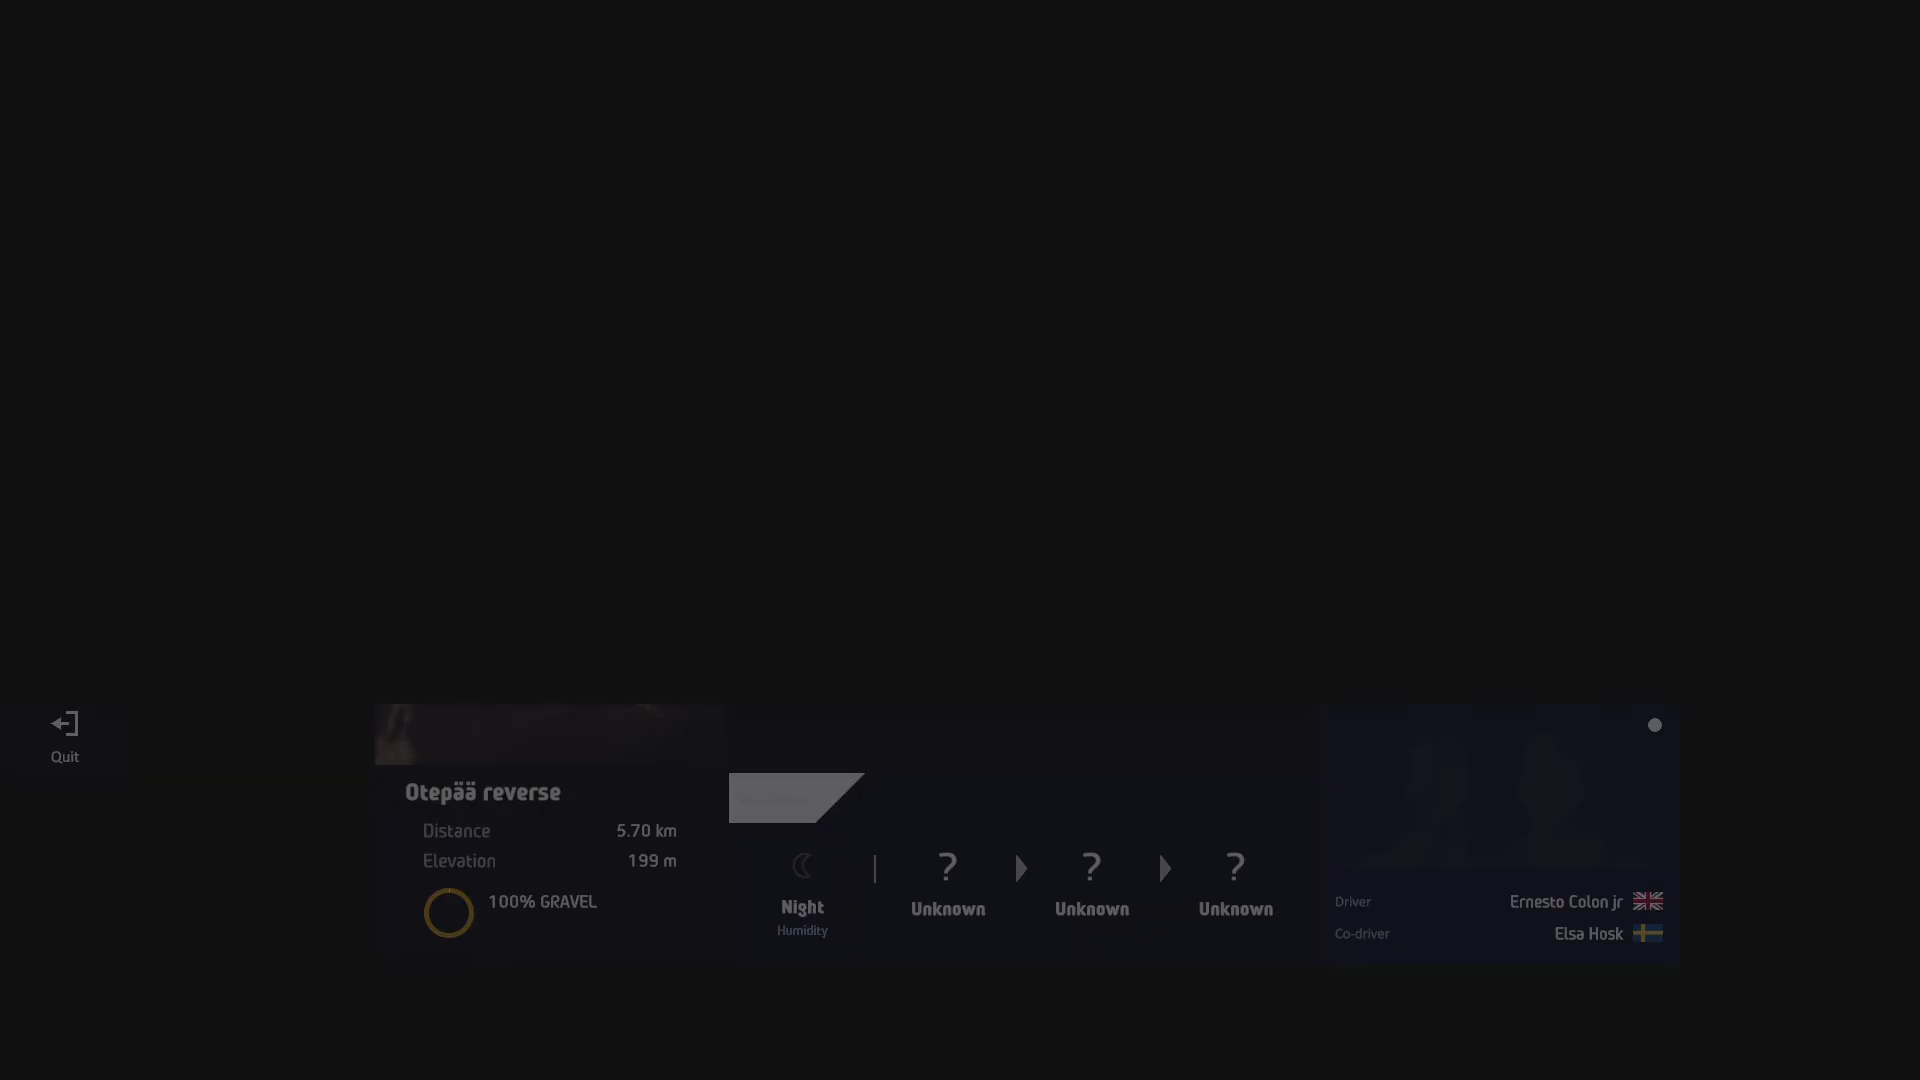 Quit
Otepää reverse
Distance 5.70 km
Elevation 199 m
100% GRAVEL
Night
Humidity
?
Unknown
?
Unknown
?
Unknown
Driver Ernesto Colon jr
Co-driver Elsa Hosk